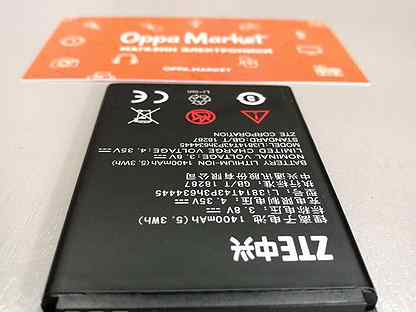 Oppa Market
МАГАЗИН ЭЛЕКТРОНИКИ
OPPA.MARKET
ZTE中兴
锂离子电池 1400mAh(5.3Wh)
标称电压: 3.8V
充电限制电压: 4.35V
型号: Li3814T43P3h634445
执行标准: GB/T 18287
中兴通讯股份有限公司
BATTERY LITHIUM-ION 1400mAh(5.3Wh)
NOMINAL VOLTAGE: 3.8V
LIMITED CHARGE VOLTAGE: 4.35V
MODEL: Li3814T43P3h634445
STANDARD: GB/T 18287
ZTE CORPORATION
Li-ion
CE